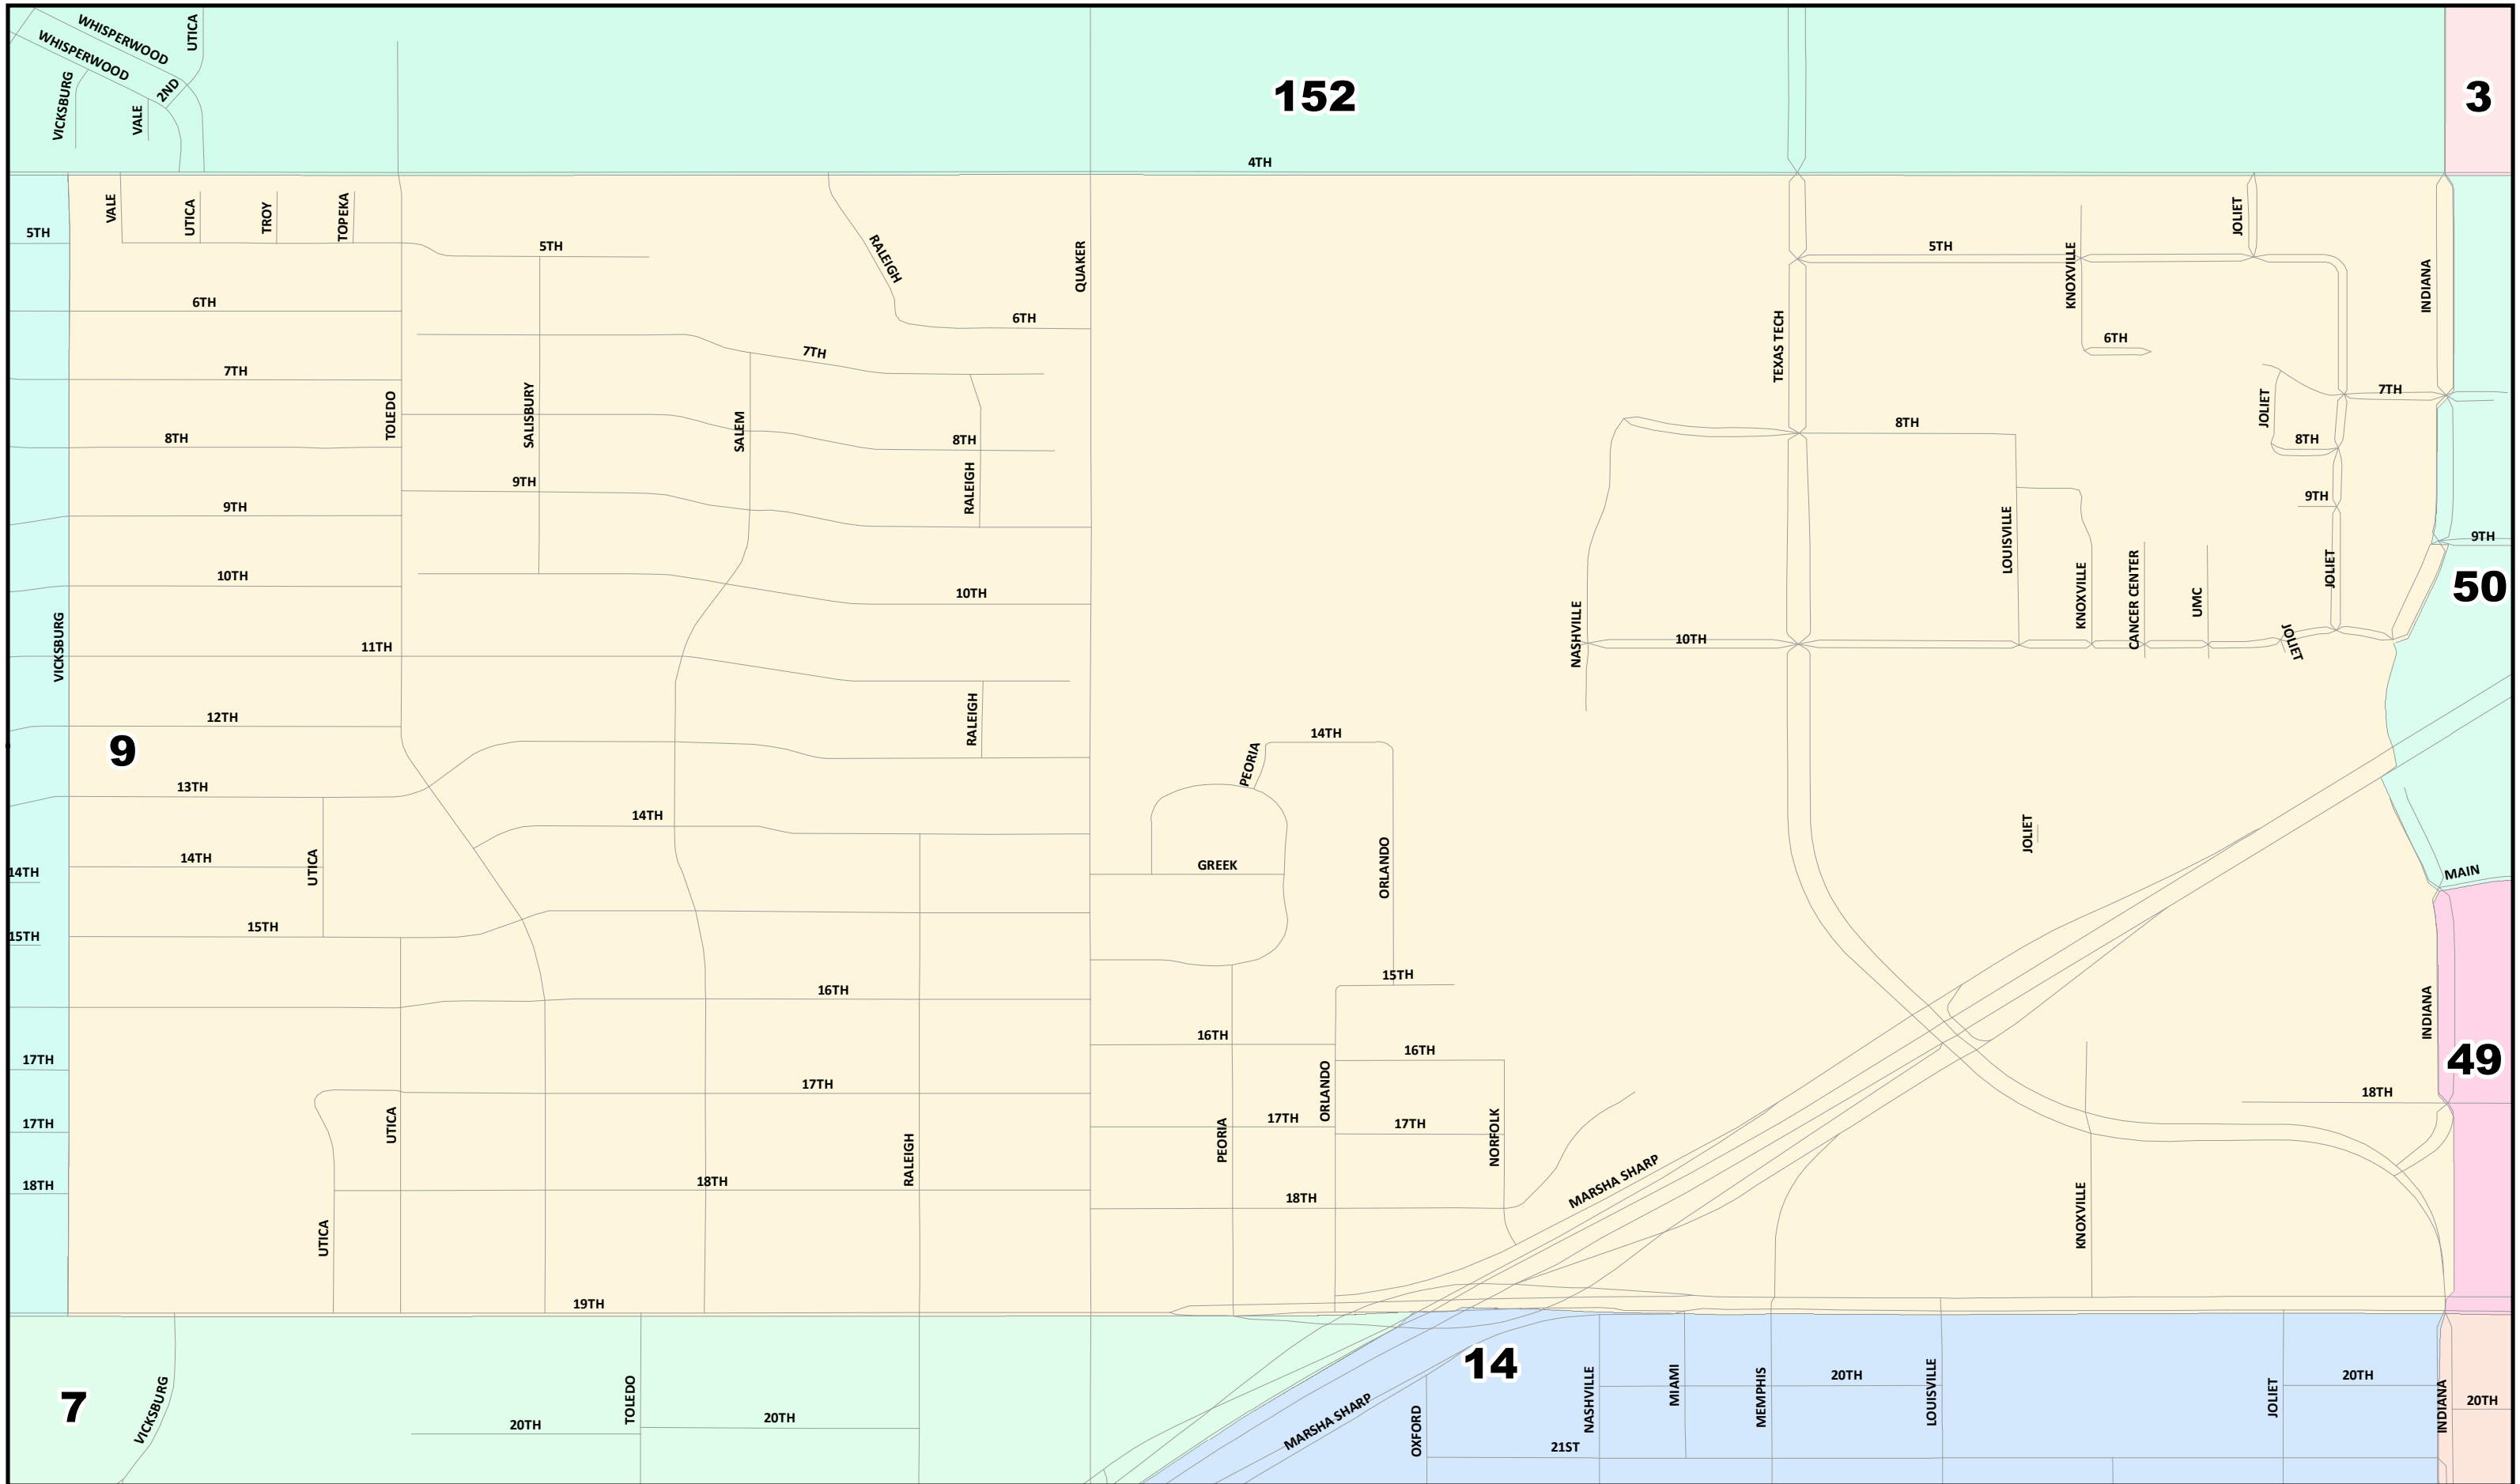 WHISPERWOOD
UTICA
WHISPERWOOD
VICKSBURG
2ND
VALE
152
3
4TH
VALE
UTICA
TROY
TOPEKA
5TH
5TH
RALEIGH
QUAKER
5TH
KNOXVILLE
JOLIET
INDIANA
6TH
6TH
TEXAS TECH
6TH
7TH
7TH
7TH
TOLEDO
SALISBURY
SALEM
JOLIET
8TH
8TH
8TH
8TH
RALEIGH
9TH
9TH
9TH
LOUISVILLE
9TH
10TH
10TH
NASHVILLE
KNOXVILLE
CANCER CENTER
UMC
JOLIET
50
VICKSBURG
11TH
10TH
JOLIET
12TH
RALEIGH
9
14TH
PEORIA
13TH
14TH
UTICA
14TH
14TH
GREEK
ORLANDO
JOLIET
MAIN
15TH
15TH
15TH
16TH
INDIANA
16TH
16TH
49
17TH
17TH
ORLANDO
18TH
17TH
UTICA
RALEIGH
PEORIA
17TH
17TH
NORFOLK
18TH
18TH
18TH
MARSHA SHARP
KNOXVILLE
UTICA
19TH
14
7
VICKSBURG
20TH
TOLEDO
20TH
MARSHA SHARP
OXFORD
NASHVILLE
MIAMI
MEMPHIS
20TH
LOUISVILLE
JOLIET
20TH
INDIANA
20TH
21ST